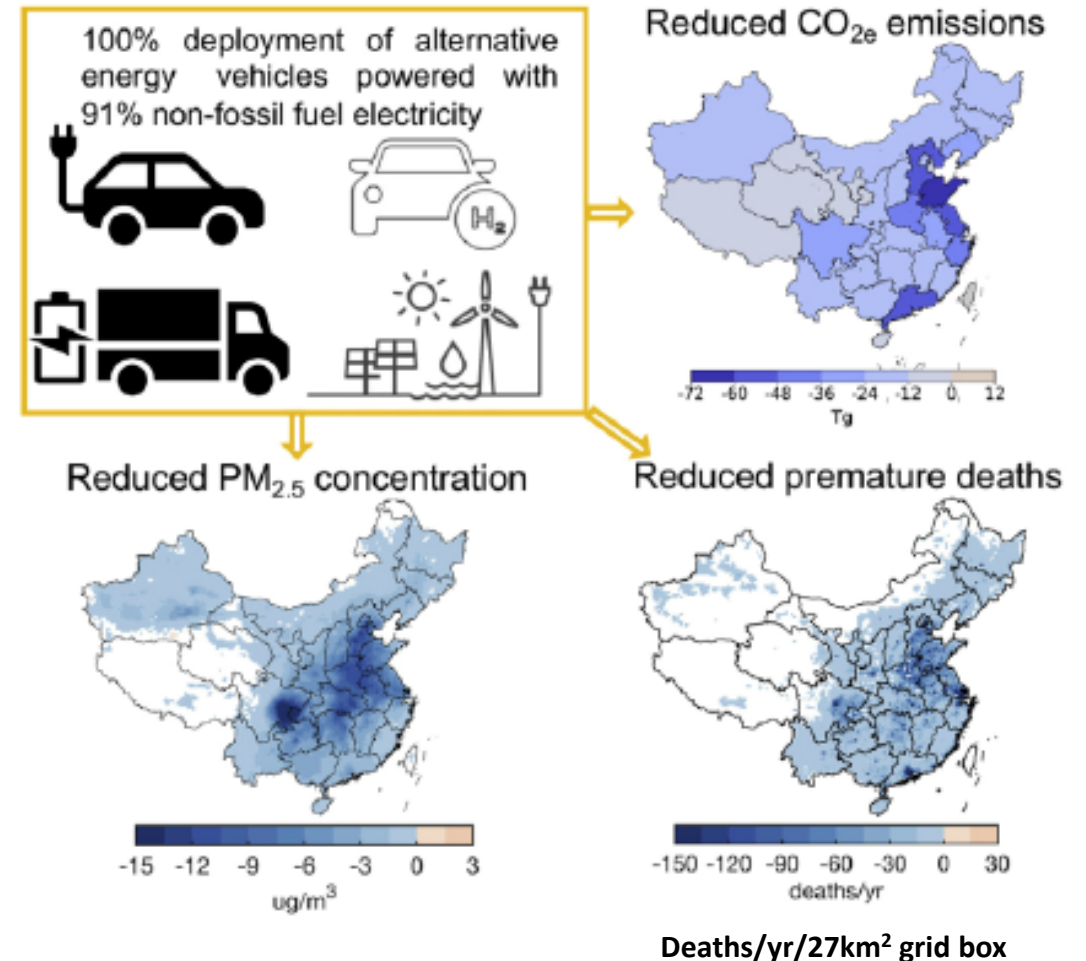 100% deployment of alternative
energy vehicles powered with
91% non-fossil fuel electricity
H₂
Reduced CO₂ₑ emissions
-72 -60 -48 -36 -24 -12 0 12
Tg
Reduced PM₂.₅ concentration
-15 -12 -9 -6 -3 0 3
ug/m³
Reduced premature deaths
-150 -120 -90 -60 -30 0 30
deaths/yr
Deaths/yr/27km² grid box